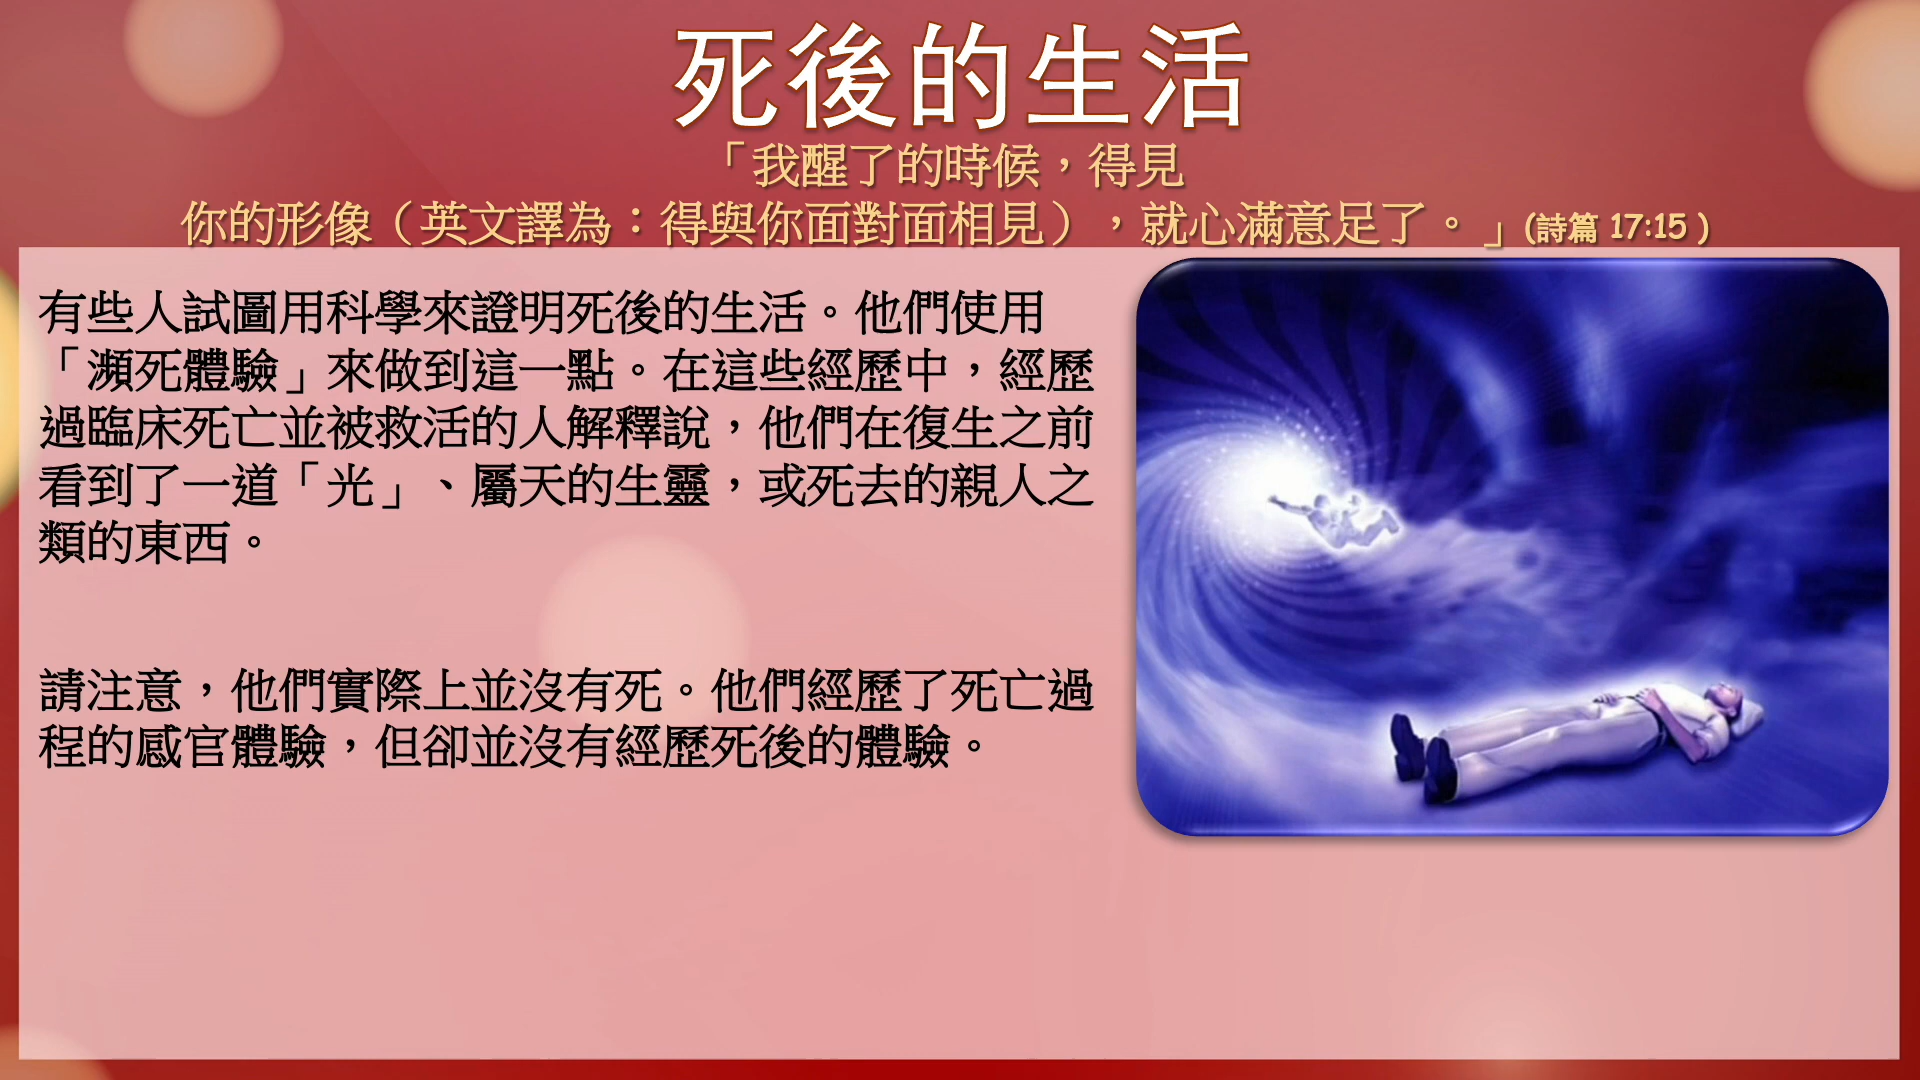 死後的生活
「我醒了的時候，得見
你的形像（英文譯為：得與你面對面相見），就心滿意足了。」(詩篇 17:15 )
有些人試圖用科學來證明死後的生活。他們使用
「瀕死體驗」來做到這一點。在這些經歷中，經歷
過臨床死亡並被救活的人解釋說，他們在復生之前
看到了一道「光」、屬天的生靈，或死去的親人之
類的東西。
請注意，他們實際上並沒有死。他們經歷了死亡過
程的感官體驗，但卻並沒有經歷死後的體驗。